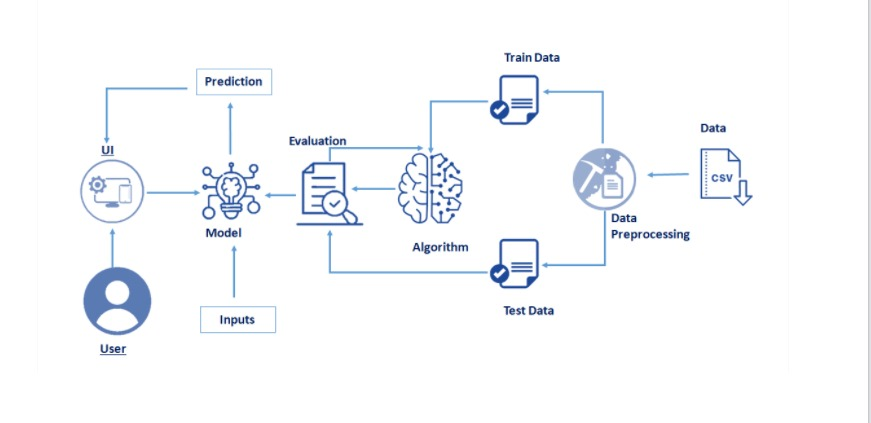 Train Data
Prediction
Data
Evaluation
UI
CSV
Data
Preprocessing
Model
Algorithm
Test Data
Inputs
User